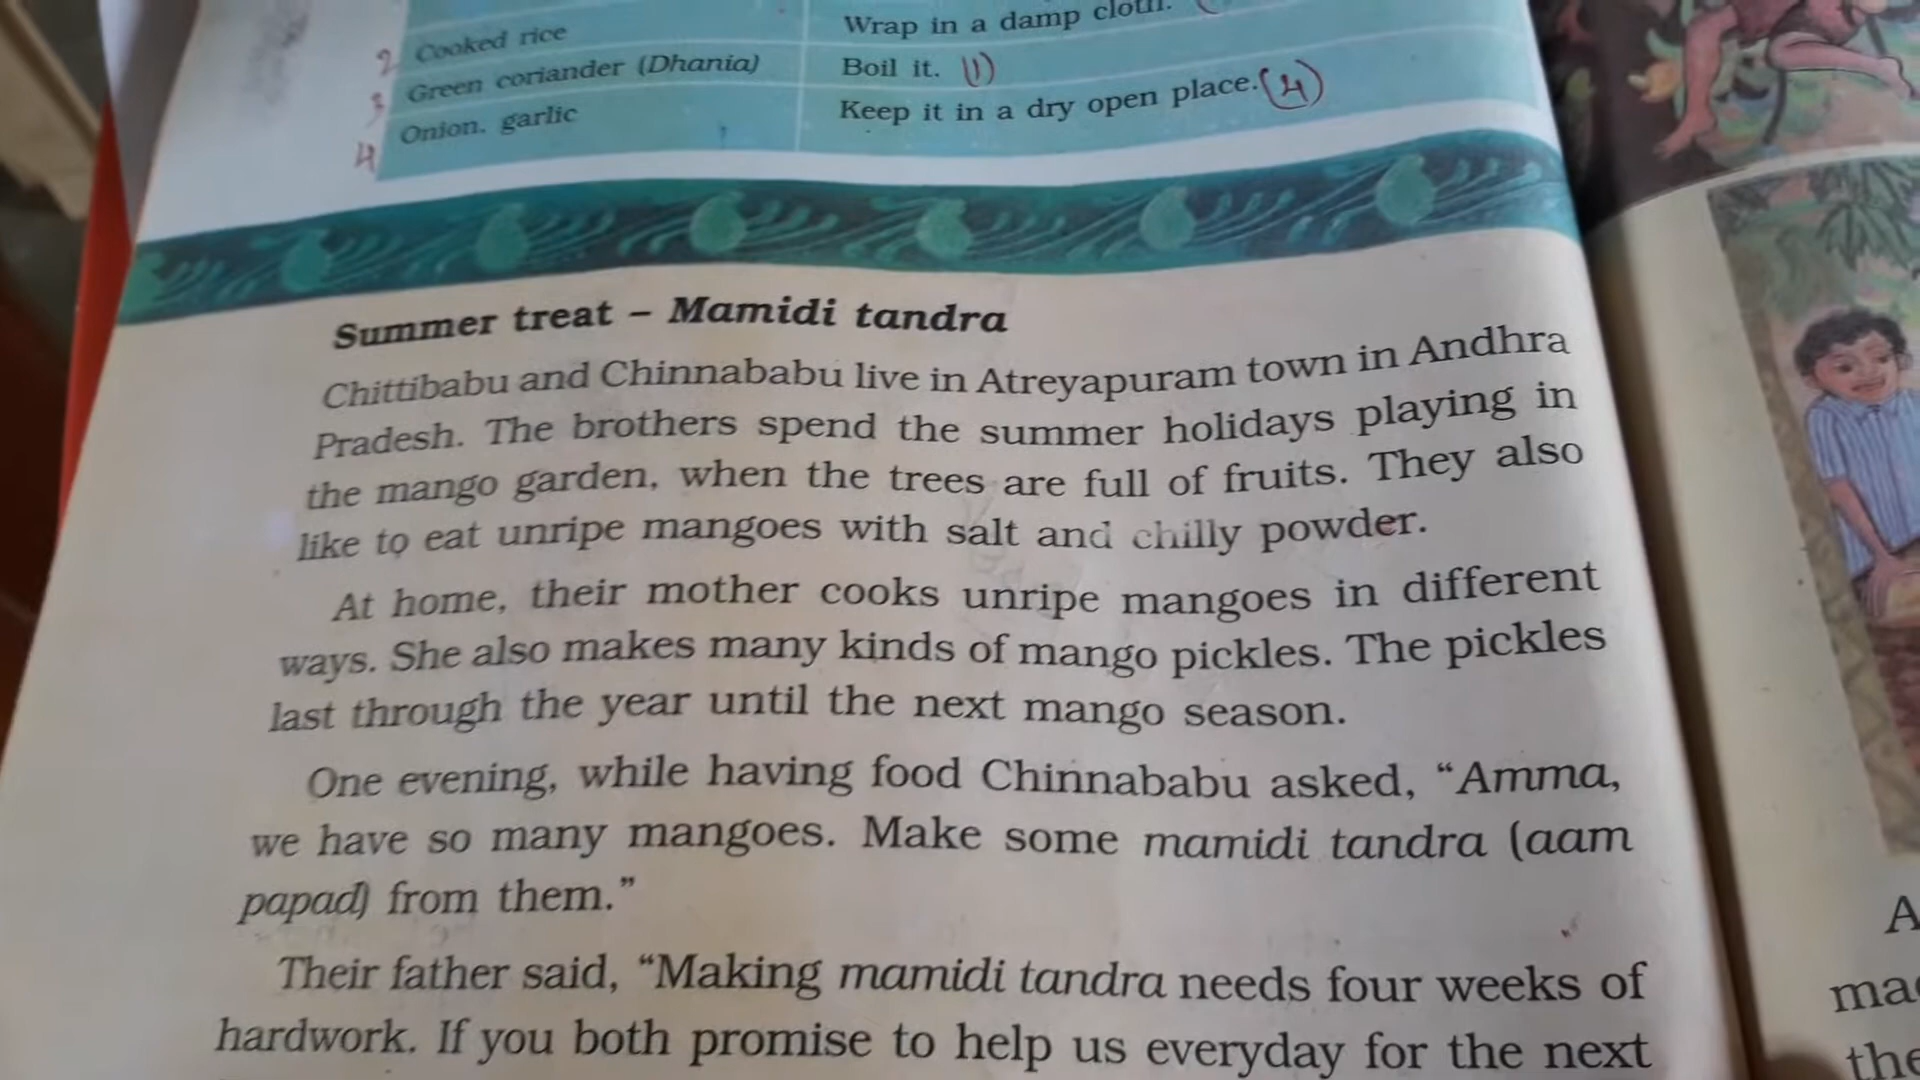 Wrap in a damp cloth.
2 Cooked rice
Boil it. (1)
3 Green coriander (Dhania)
Keep it in a dry open place. (4)
4 Onion, garlic
Summer treat – Mamidi tandra
Chittibabu and Chinnababu live in Atreyapuram town in Andhra
Pradesh. The brothers spend the summer holidays playing in
the mango garden, when the trees are full of fruits. They also
like to eat unripe mangoes with salt and chilly powder.
At home, their mother cooks unripe mangoes in different
ways. She also makes many kinds of mango pickles. The pickles
last through the year until the next mango season.
One evening, while having food Chinnababu asked, “Amma,
we have so many mangoes. Make some mamidi tandra (aam
papad) from them.”
Their father said, “Making mamidi tandra needs four weeks of
hardwork. If you both promise to help us everyday for the next